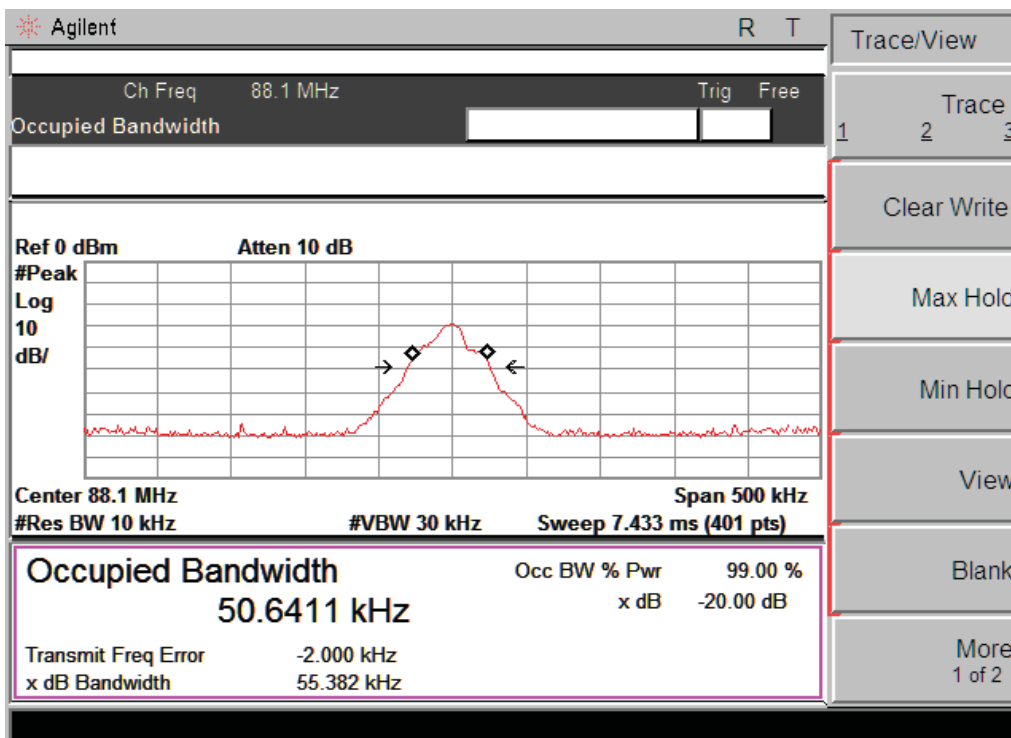 Agilent R T
Ch Freq 88.1 MHz Trig Free
Occupied Bandwidth
Ref 0 dBm Atten 10 dB
#Peak
Log
10
dB/
Center 88.1 MHz Span 500 kHz
#Res BW 10 kHz #VBW 30 kHz Sweep 7.433 ms (401 pts)
Occupied Bandwidth Occ BW % Pwr 99.00 %
50.6411 kHz x dB -20.00 dB
Transmit Freq Error -2.000 kHz
x dB Bandwidth 55.382 kHz
Trace/View
Trace
1 2 3
Clear Write
Max Hold
Min Hold
View
Blank
More
1 of 2